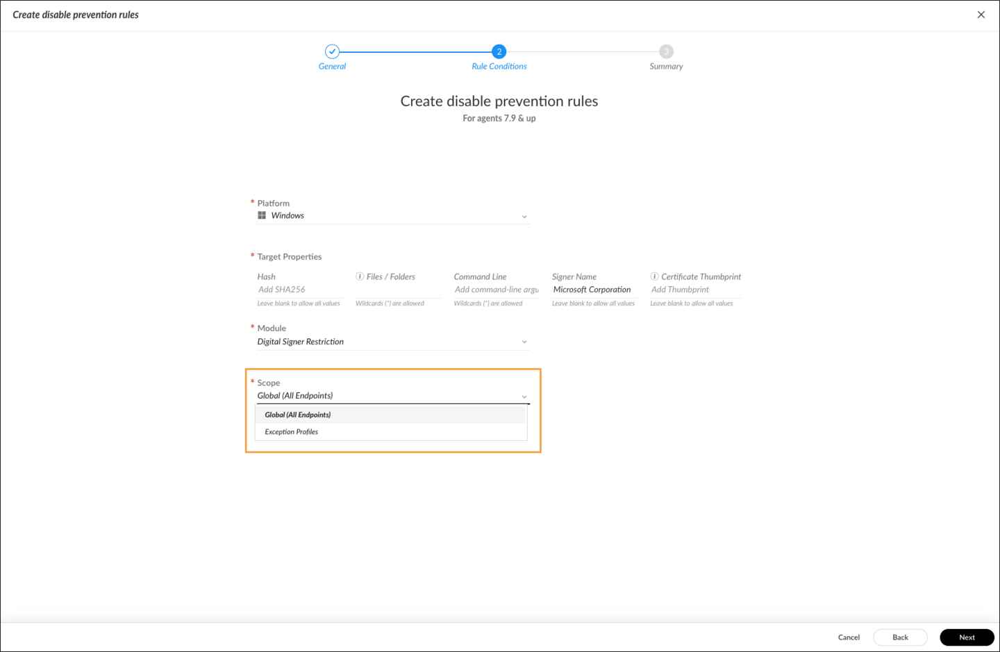 Create disable prevention rules
2
3
General
Rule Conditions
Summary
Create disable prevention rules
For agents 7.9 & up
* Platform
Windows
* Target Properties
Hash
Files / Folders
Command Line
Signer Name
Certificate Thumbprint
Add SHA256
Add command-line argu
Microsoft Corporation
Add Thumbprint
Leave blank to allow all values
Wildcards (*) are allowed
Wildcards (*) are allowed
Leave blank to allow all values
Leave blank to allow all values
* Module
Digital Signer Restriction
* Scope
Global (All Endpoints)
Global (All Endpoints)
Exception Profiles
Cancel
Back
Next